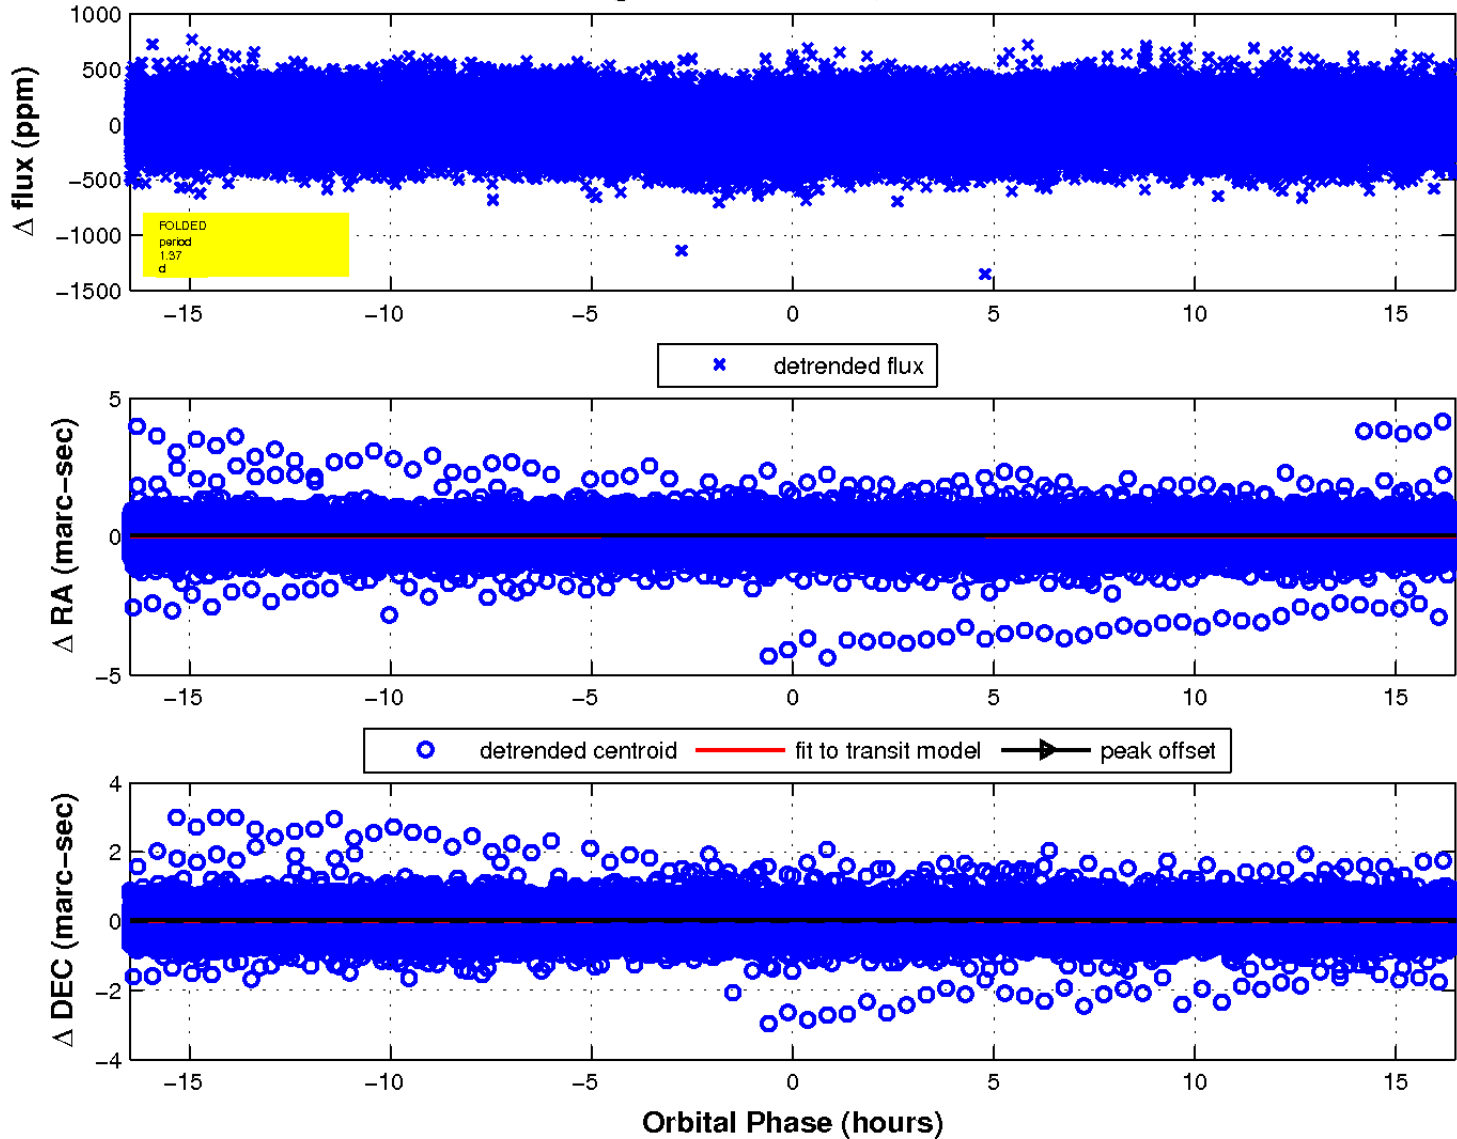 1000
500
0
−500
−1000
−1500
Δ flux (ppm)
FOLDED
period
1.37
d
−15 −10 −5 0 5 10 15
detrended flux
5
0
−5
Δ RA (marc−sec)
−15 −10 −5 0 5 10 15
detrended centroid fit to transit model peak offset
4
2
0
−2
−4
Δ DEC (marc−sec)
−15 −10 −5 0 5 10 15
Orbital Phase (hours)